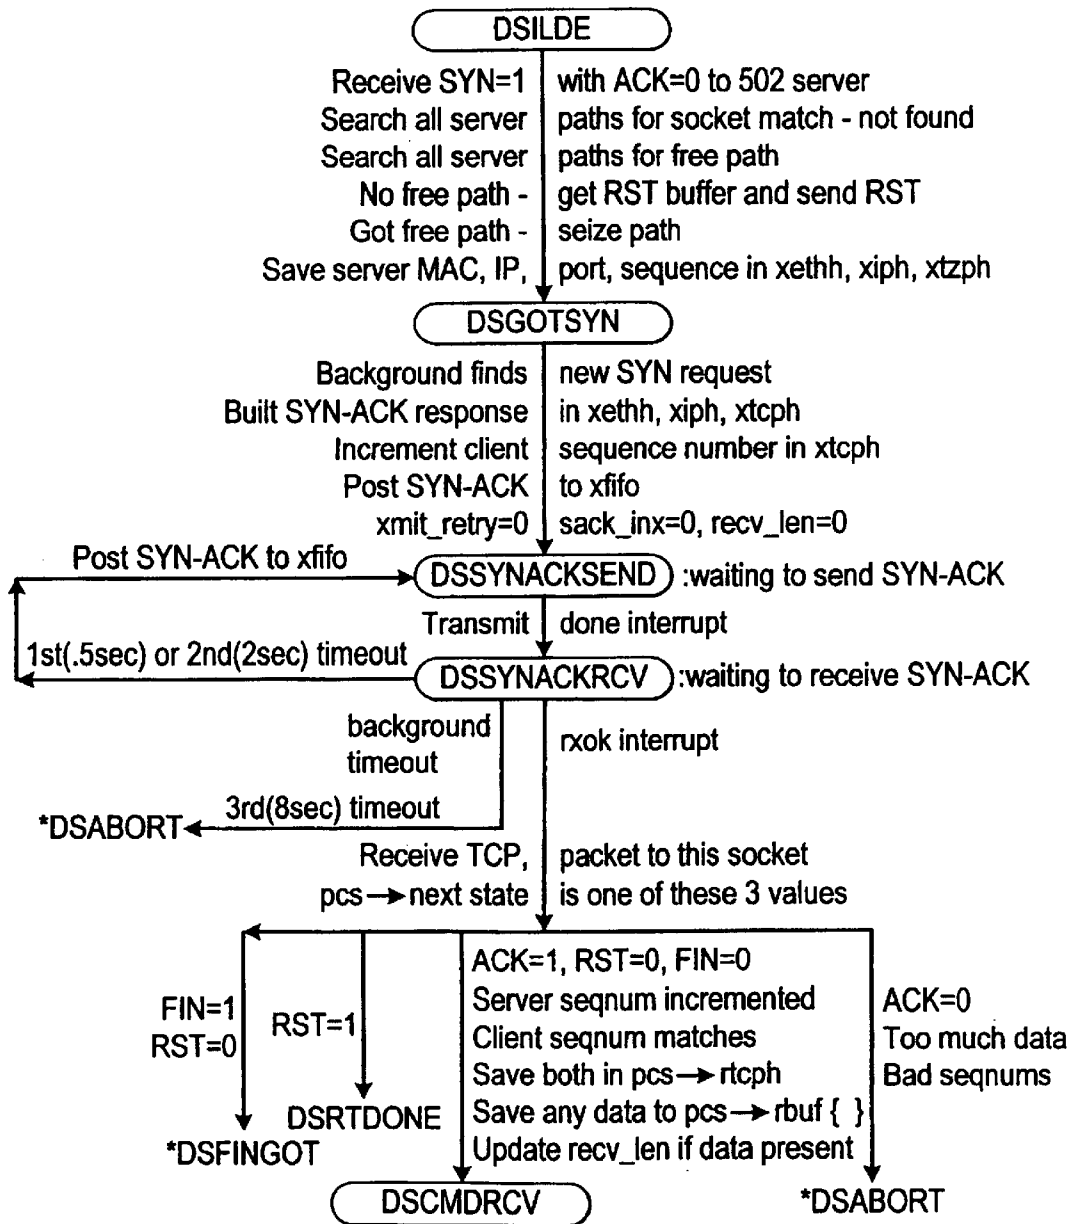 DSILDE
Receive SYN=1 with ACK=0 to 502 server
Search all server paths for socket match - not found
Search all server paths for free path
No free path - get RST buffer and send RST
Got free path - seize path
Save server MAC, IP, port, sequence in xethh, xiph, xtzph
DSGOTSYN
Background finds new SYN request
Built SYN-ACK response in xethh, xiph, xtcph
Increment client sequence number in xtcph
Post SYN-ACK to xfifo
xmit_retry=0 sack_inx=0, recv_len=0
Post SYN-ACK to xfifo
DSSYNACKSEND :waiting to send SYN-ACK
Transmit done interrupt
1st(.5sec) or 2nd(2sec) timeout
DSSYNACKRCV :waiting to receive SYN-ACK
background
timeout
rxok interrupt
3rd(8sec) timeout
*DSABORT
Receive TCP, packet to this socket
pcs→next state is one of these 3 values
FIN=1
RST=0
*DSFINGOT
RST=1
DSRTDONE
ACK=1, RST=0, FIN=0
Server seqnum incremented
Client seqnum matches
Save both in pcs→rtcph
Save any data to pcs→rbuf { }
Update recv_len if data present
DSCMDRCV
ACK=0
Too much data
Bad seqnums
*DSABORT